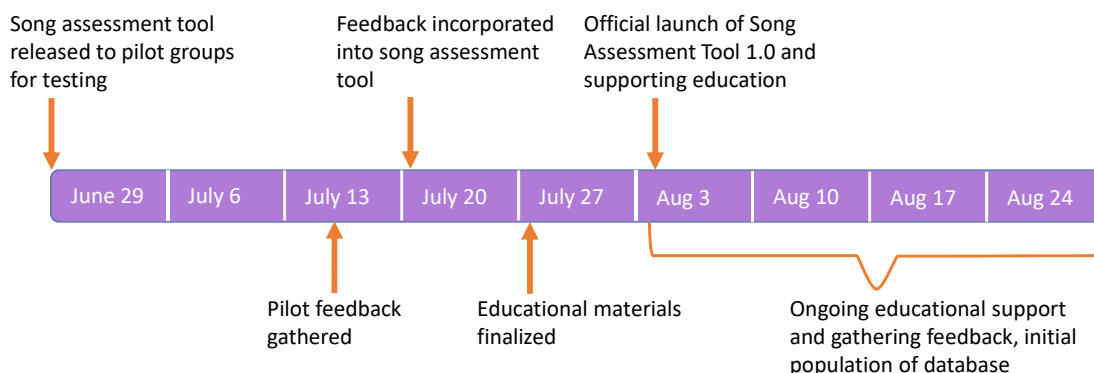 Song assessment tool
released to pilot groups
for testing
Feedback incorporated
into song assessment
tool
Official launch of Song
Assessment Tool 1.0 and
supporting education
June 29
July 6
July 13
July 20
July 27
Aug 3
Aug 10
Aug 17
Aug 24
Pilot feedback
gathered
Educational materials
finalized
Ongoing educational support
and gathering feedback, initial
population of database